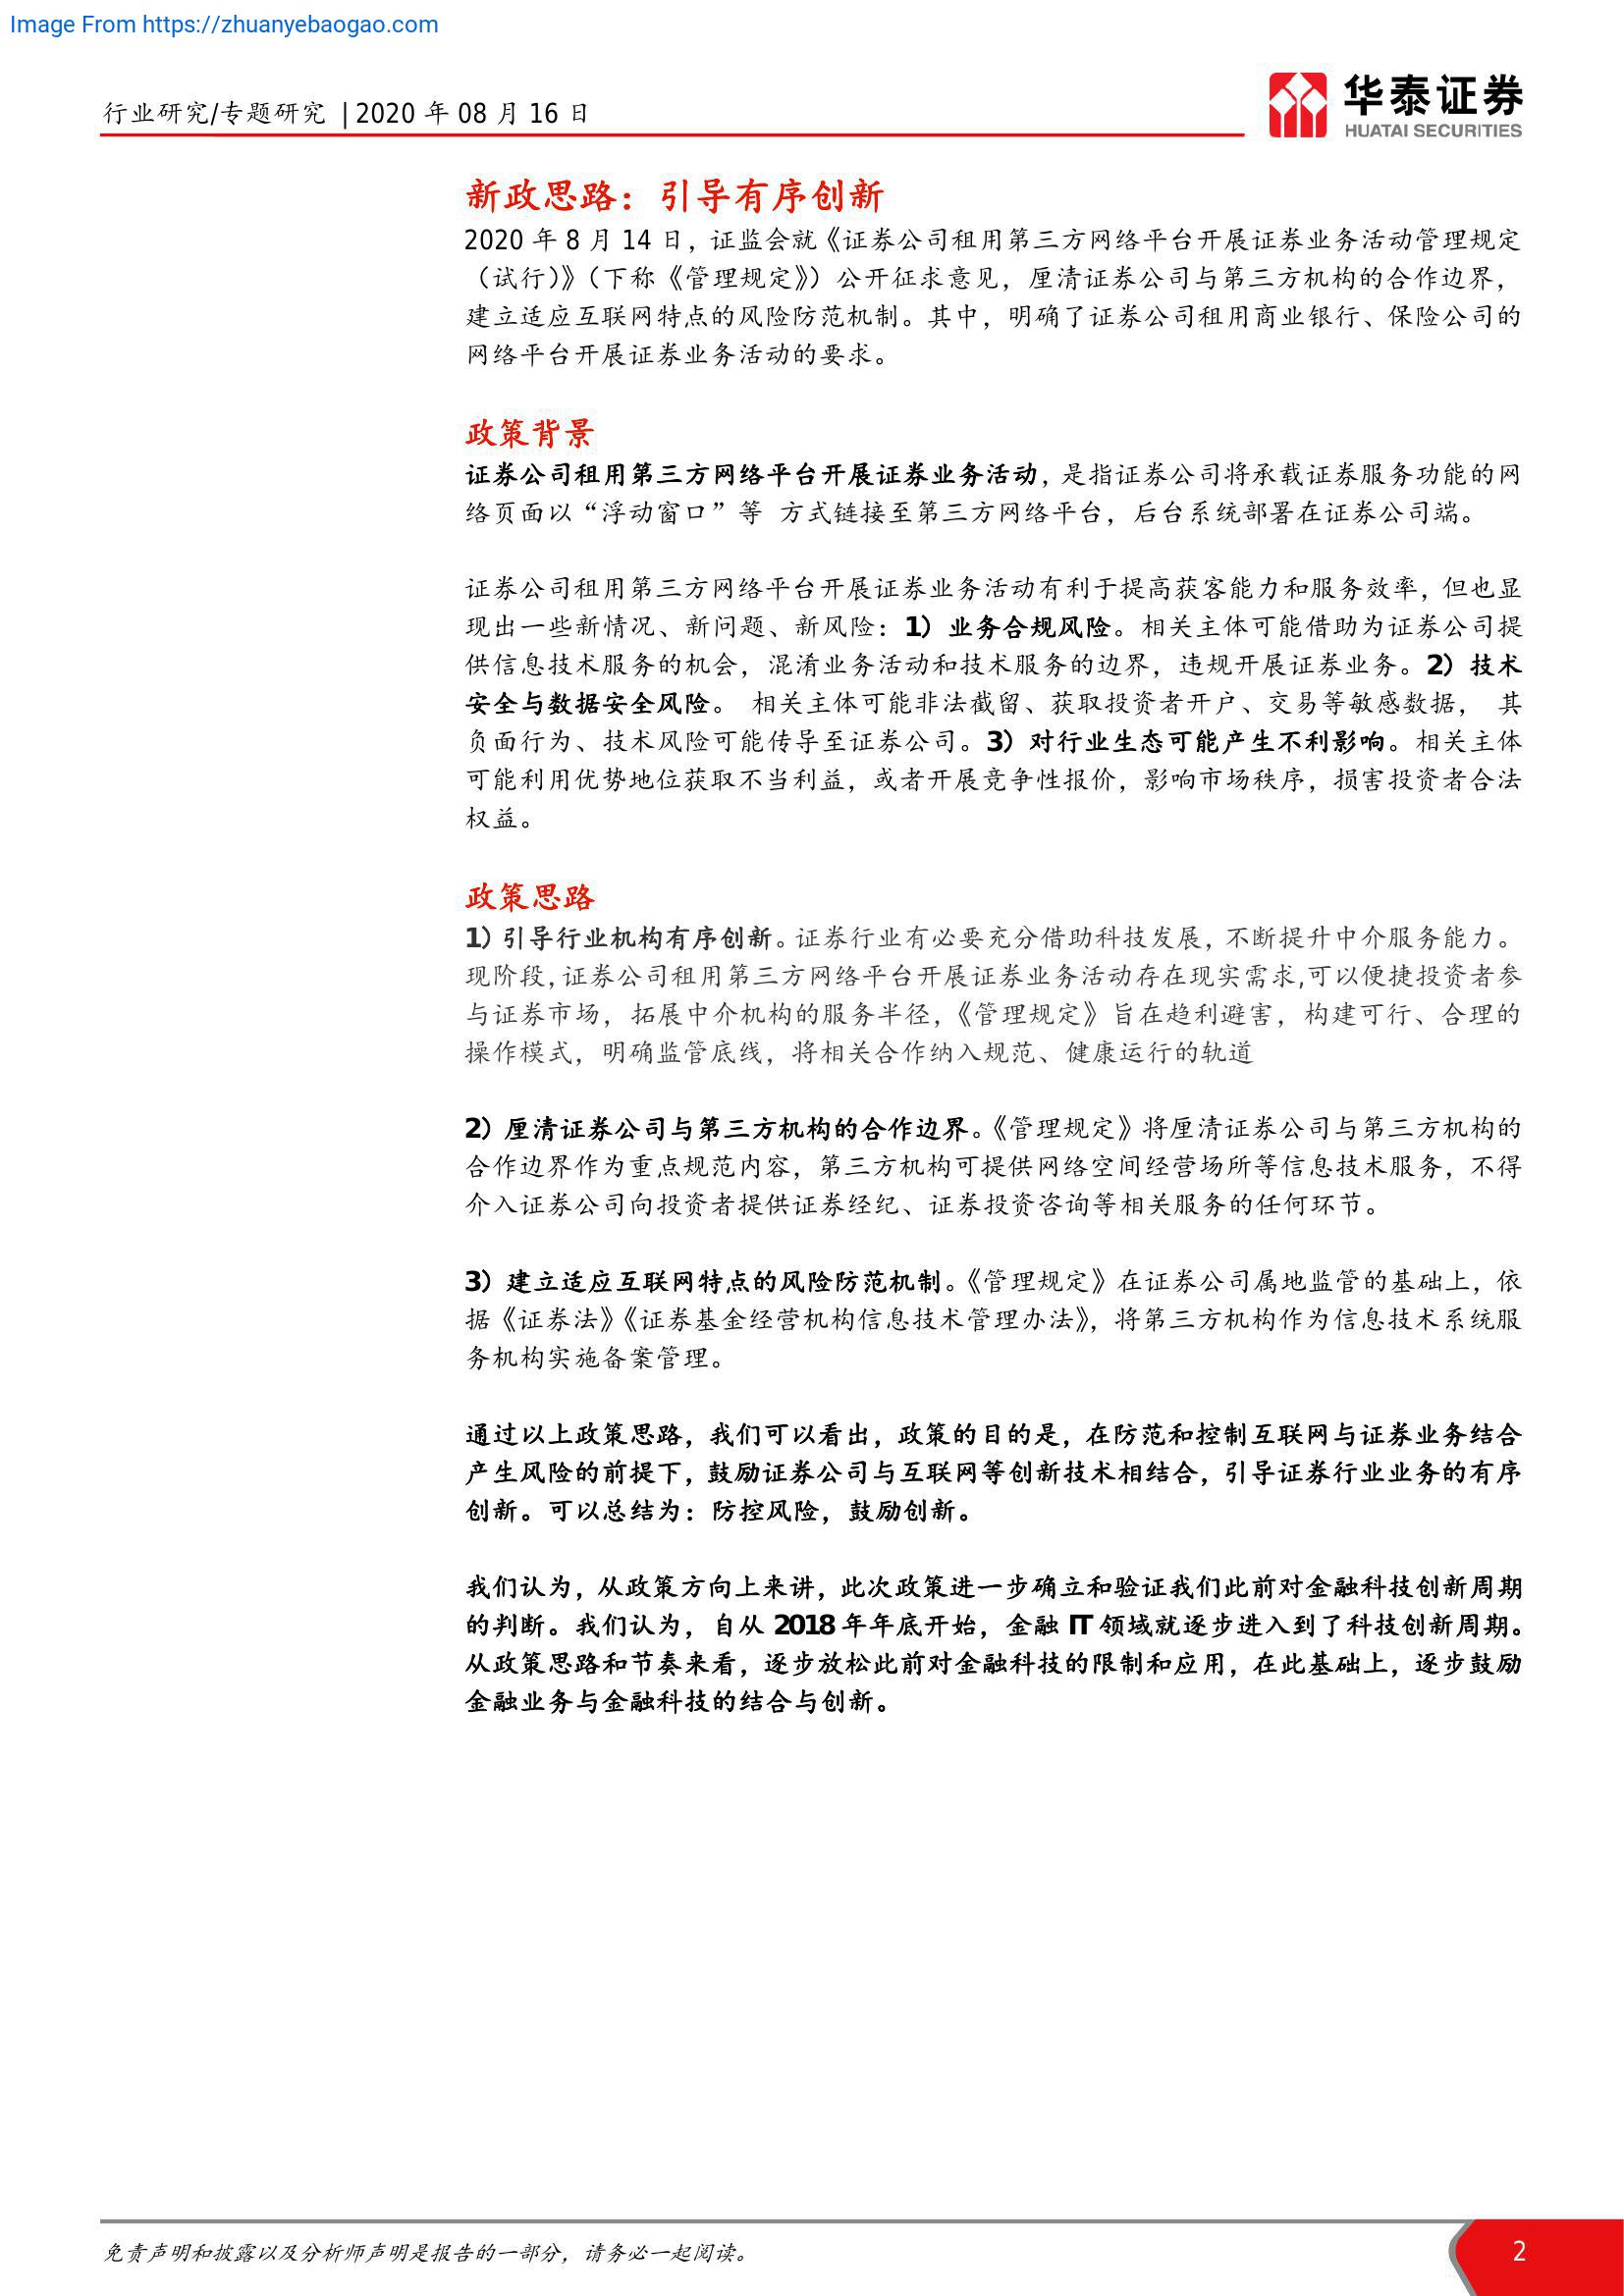 Image From https://zhuanyebaogao.com
行业研究/专题研究 | 2020 年 08 月 16 日
华泰证券
HUATAI SECURITIES
新政思路：引导有序创新
2020 年 8 月 14 日，证监会就《证券公司租用第三方网络平台开展证券业务活动管理规定
（试行）》（下称《管理规定》）公开征求意见，厘清证券公司与第三方机构的合作边界，
建立适应互联网特点的风险防范机制。其中，明确了证券公司租用商业银行、保险公司的
网络平台开展证券业务活动的要求。
政策背景
证券公司租用第三方网络平台开展证券业务活动，是指证券公司将承载证券服务功能的网
络页面以“浮动窗口”等 方式链接至第三方网络平台，后台系统部署在证券公司端。
证券公司租用第三方网络平台开展证券业务活动有利于提高获客能力和服务效率，但也显
现出一些新情况、新问题、新风险：1）业务合规风险。相关主体可能借助为证券公司提
供信息技术服务的机会，混淆业务活动和技术服务的边界，违规开展证券业务。2）技术
安全与数据安全风险。 相关主体可能非法截留、获取投资者开户、交易等敏感数据， 其
负面行为、技术风险可能传导至证券公司。3）对行业生态可能产生不利影响。相关主体
可能利用优势地位获取不当利益，或者开展竞争性报价，影响市场秩序，损害投资者合法
权益。
政策思路
1）引导行业机构有序创新。证券行业有必要充分借助科技发展，不断提升中介服务能力。
现阶段，证券公司租用第三方网络平台开展证券业务活动存在现实需求，可以便捷投资者参
与证券市场，拓展中介机构的服务半径，《管理规定》旨在趋利避害，构建可行、合理的
操作模式，明确监管底线，将相关合作纳入规范、健康运行的轨道
2）厘清证券公司与第三方机构的合作边界。《管理规定》将厘清证券公司与第三方机构的
合作边界作为重点规范内容，第三方机构可提供网络空间经营场所等信息技术服务，不得
介入证券公司向投资者提供证券经纪、证券投资咨询等相关服务的任何环节。
3）建立适应互联网特点的风险防范机制。《管理规定》在证券公司属地监管的基础上，依
据《证券法》《证券基金经营机构信息技术管理办法》，将第三方机构作为信息技术系统服
务机构实施备案管理。
通过以上政策思路，我们可以看出，政策的目的是，在防范和控制互联网与证券业务结合
产生风险的前提下，鼓励证券公司与互联网等创新技术相结合，引导证券行业业务的有序
创新。可以总结为：防控风险，鼓励创新。
我们认为，从政策方向上来讲，此次政策进一步确立和验证我们此前对金融科技创新周期
的判断。我们认为，自从 2018 年年底开始，金融 IT 领域就逐步进入到了科技创新周期。
从政策思路和节奏来看，逐步放松此前对金融科技的限制和应用，在此基础上，逐步鼓励
金融业务与金融科技的结合与创新。
免责声明和披露以及分析师声明是报告的一部分，请务必一起阅读。
2